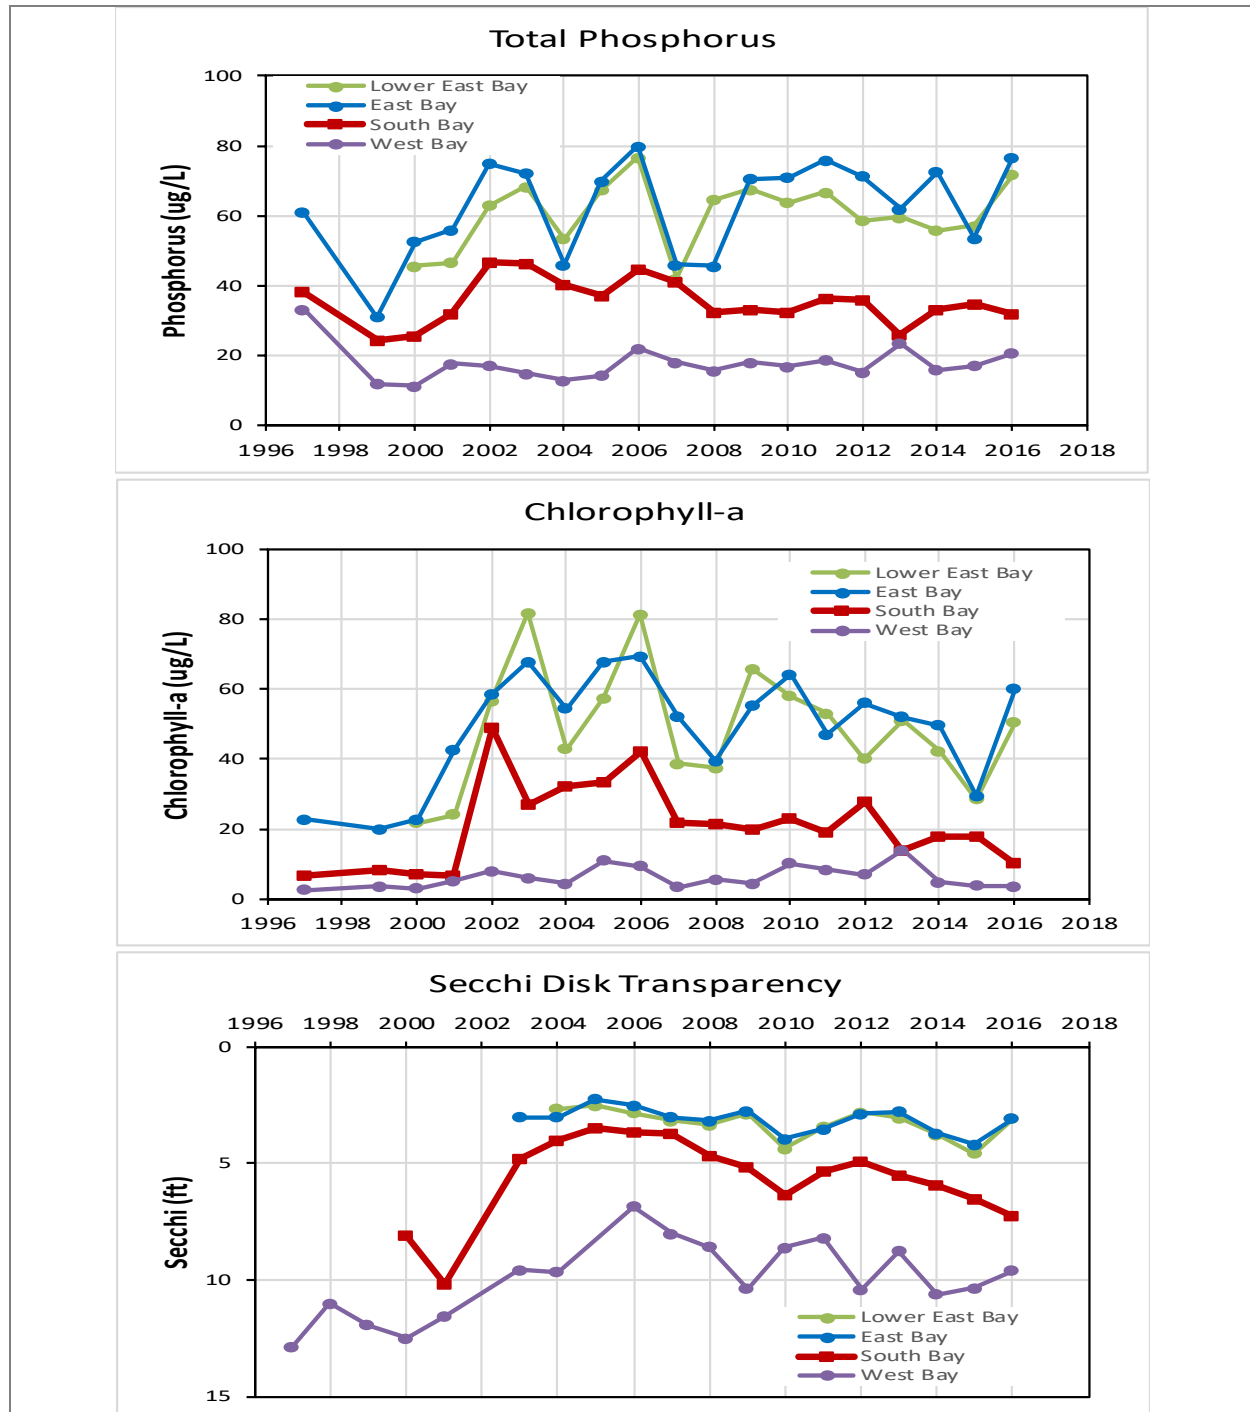 Total Phosphorus
100
80
60
40
20
0
Phosphorus (ug/L)
Lower East Bay
East Bay
South Bay
West Bay
1996 1998 2000 2002 2004 2006 2008 2010 2012 2014 2016 2018
Chlorophyll-a
100
80
60
40
20
0
Chlorophyll-a (ug/L)
Lower East Bay
East Bay
South Bay
West Bay
1996 1998 2000 2002 2004 2006 2008 2010 2012 2014 2016 2018
Secchi Disk Transparency
1996 1998 2000 2002 2004 2006 2008 2010 2012 2014 2016 2018
0
5
10
15
Secchi (ft)
Lower East Bay
East Bay
South Bay
West Bay